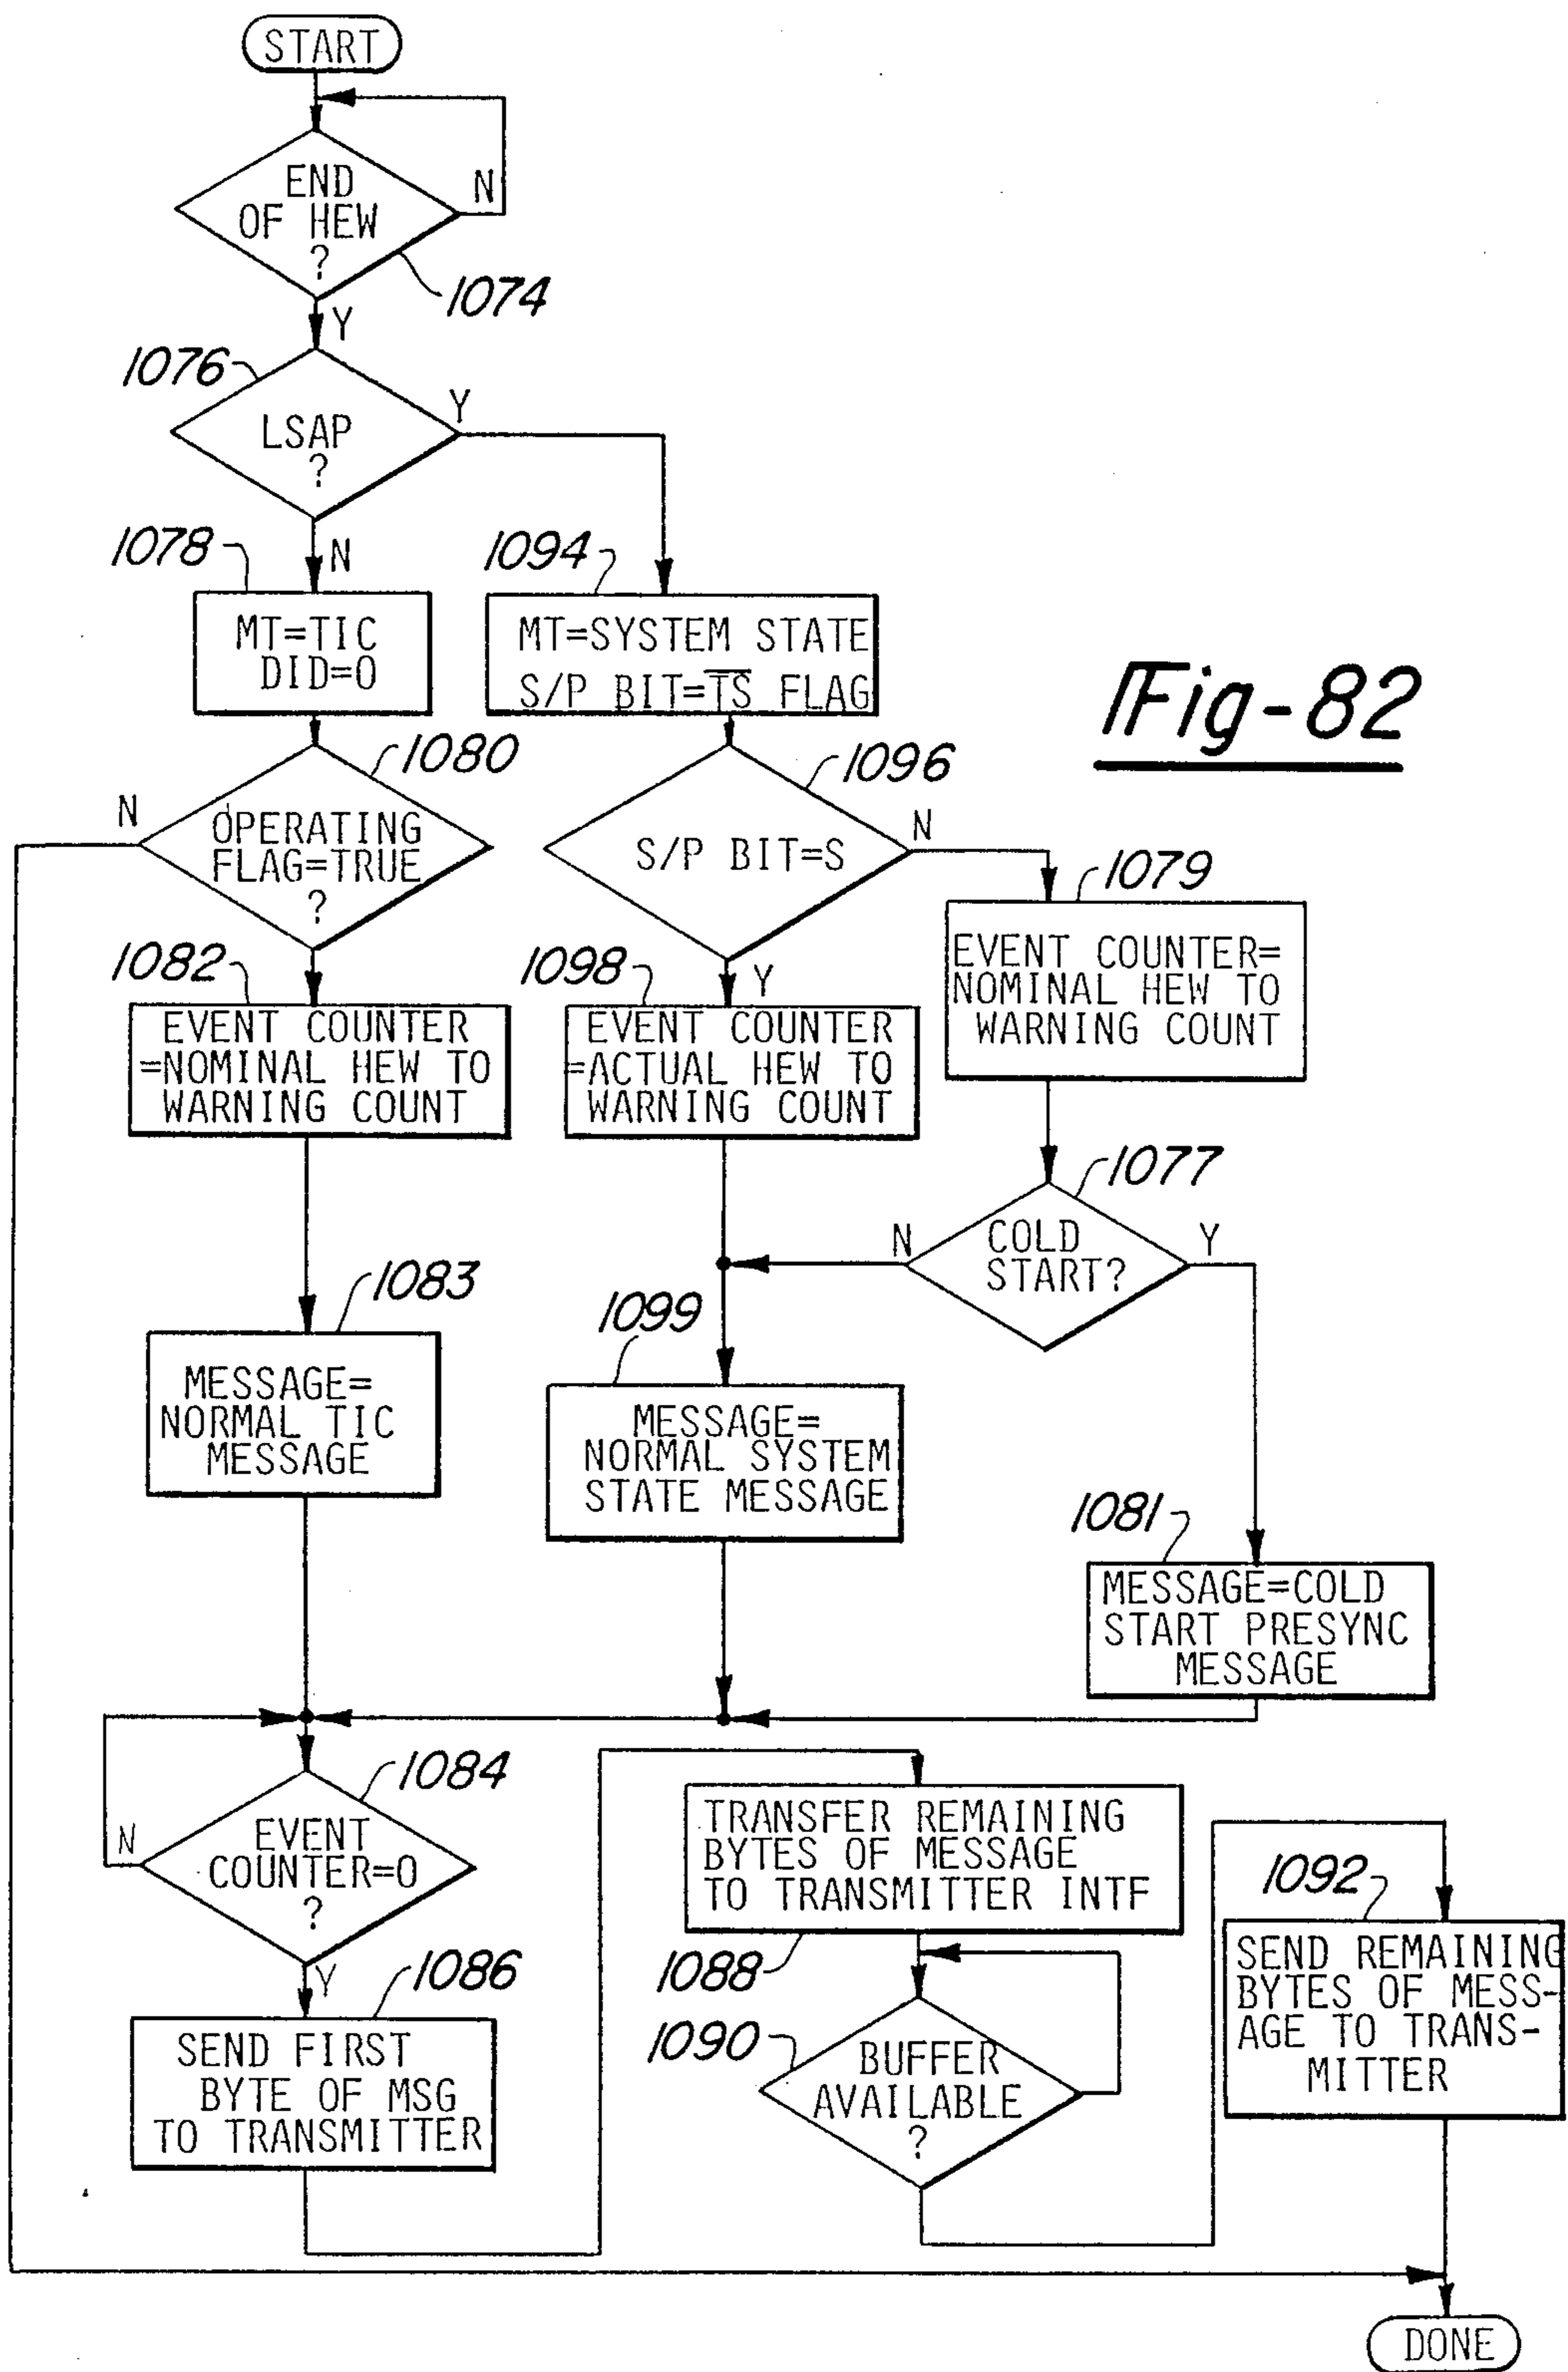 START
END
OF HEW
?
N
1074
Y
1076
LSAP
?
Y
N
1078
MT=TIC
DID=0
1094
MT=SYSTEM STATE
S/P BIT=T̅S̅ FLAG
Fig-82
1080
N
OPERATING
FLAG=TRUE
?
1096
S/P BIT=S
N
1079
EVENT COUNTER=
NOMINAL HEW TO
WARNING COUNT
1082
EVENT COUNTER
=NOMINAL HEW TO
WARNING COUNT
1098
Y
EVENT COUNTER
=ACTUAL HEW TO
WARNING COUNT
1077
N
COLD
START?
Y
1083
MESSAGE=
NORMAL TIC
MESSAGE
1099
MESSAGE=
NORMAL SYSTEM
STATE MESSAGE
1081
MESSAGE=COLD
START PRESYNC
MESSAGE
1084
N
EVENT
COUNTER=0
?
Y
1086
SEND FIRST
BYTE OF MSG
TO TRANSMITTER
TRANSFER REMAINING
BYTES OF MESSAGE
TO TRANSMITTER INTF
1088
1090
BUFFER
AVAILABLE
?
1092
SEND REMAINING
BYTES OF MESS-
AGE TO TRANS-
MITTER
DONE